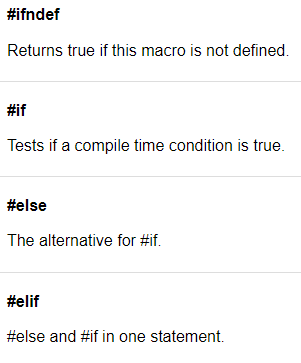 #ifndef
Returns true if this macro is not defined.
#if
Tests if a compile time condition is true.
#else
The alternative for #if.
#elif
#else and #if in one statement.